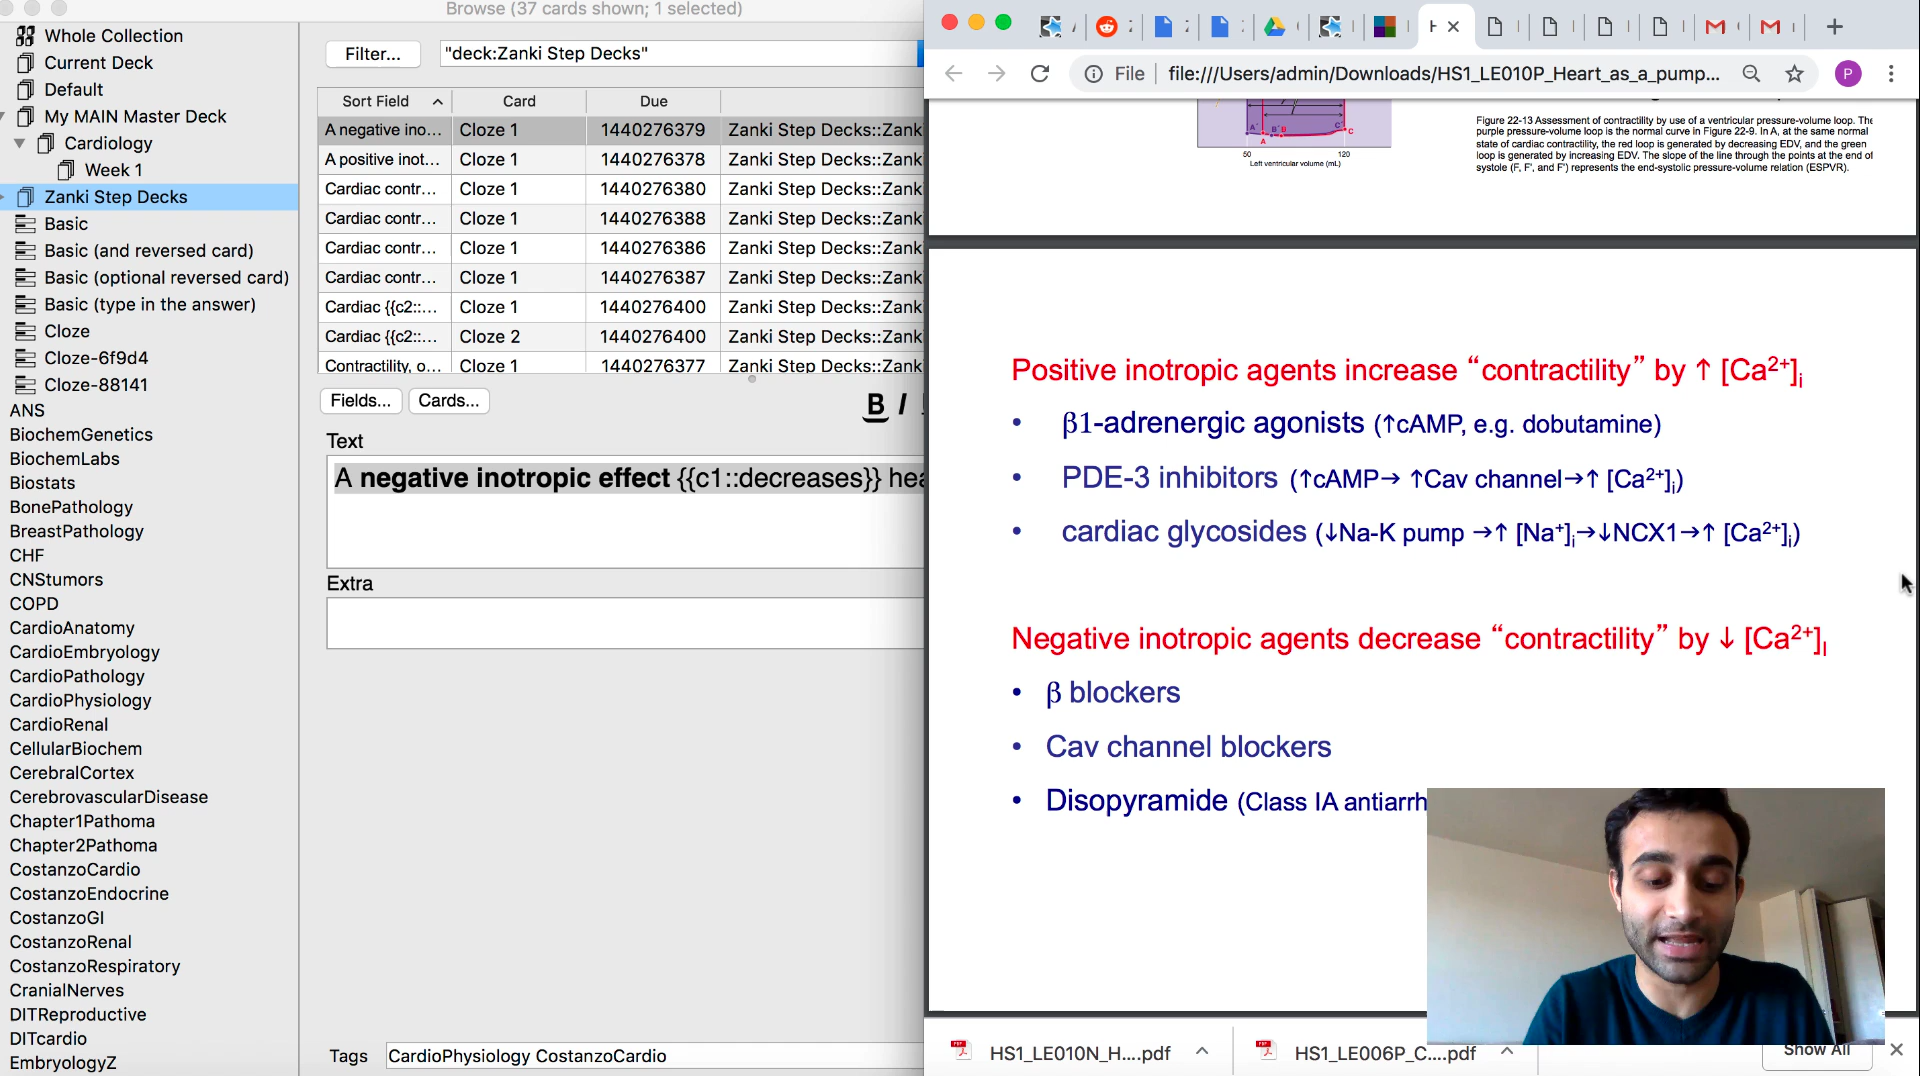 Browse (37 cards shown; 1 selected)
Whole Collection
Current Deck
Default
My MAIN Master Deck
Cardiology
Week 1
Zanki Step Decks
Basic
Basic (and reversed card)
Basic (optional reversed card)
Basic (type in the answer)
Cloze
Cloze-6f9d4
Cloze-88141
ANS
BiochemGenetics
BiochemLabs
Biostats
BonePathology
BreastPathology
CHF
CNStumors
COPD
CardioAnatomy
CardioEmbryology
CardioPathology
CardioPhysiology
CardioRenal
CellularBiochem
CerebralCortex
CerebrovascularDisease
Chapter1Pathoma
Chapter2Pathoma
CostanzoCardio
CostanzoEndocrine
CostanzoGI
CostanzoRenal
CostanzoRespiratory
CranialNerves
DITReproductive
DITcardio
EmbryologyZ
Filter...
"deck:Zanki Step Decks"
Sort Field Card Due
A negative ino... Cloze 1 1440276379 Zanki Step Decks::Zank
A positive inot... Cloze 1 1440276378 Zanki Step Decks::Zank
Cardiac contr... Cloze 1 1440276380 Zanki Step Decks::Zank
Cardiac contr... Cloze 1 1440276388 Zanki Step Decks::Zank
Cardiac contr... Cloze 1 1440276386 Zanki Step Decks::Zank
Cardiac contr... Cloze 1 1440276387 Zanki Step Decks::Zank
Cardiac {{c2::... Cloze 1 1440276400 Zanki Step Decks::Zank
Cardiac {{c2::... Cloze 2 1440276400 Zanki Step Decks::Zank
Contractility, o... Cloze 1 1440276377 Zanki Step Decks::Zank
Fields... Cards... B I
Text
A negative inotropic effect {{c1::decreases}} hea
Extra
Tags CardioPhysiology CostanzoCardio
File file:///Users/admin/Downloads/HS1_LE010P_Heart_as_a_pump... P
50 120
Left ventricular volume (mL)
Figure 22-13 Assessment of contractility by use of a ventricular pressure-volume loop. The
purple pressure-volume loop is the normal curve in Figure 22-9. In A, at the same normal
state of cardiac contractility, the red loop is generated by decreasing EDV, and the green
loop is generated by increasing EDV. The slope of the line through the points at the end of
systole (F, F', and F') represents the end-systolic pressure-volume relation (ESPVR).
Positive inotropic agents increase “contractility” by ↑ [Ca2+]i
• β1-adrenergic agonists (↑cAMP, e.g. dobutamine)
• PDE-3 inhibitors (↑cAMP→ ↑Cav channel→↑ [Ca2+]i)
• cardiac glycosides (↓Na-K pump →↑ [Na+]i→↓NCX1→↑ [Ca2+]i)
Negative inotropic agents decrease “contractility” by ↓ [Ca2+]I
• β blockers
• Cav channel blockers
• Disopyramide (Class IA antiarrh
HS1_LE010N_H....pdf HS1_LE006P_C....pdf Show All